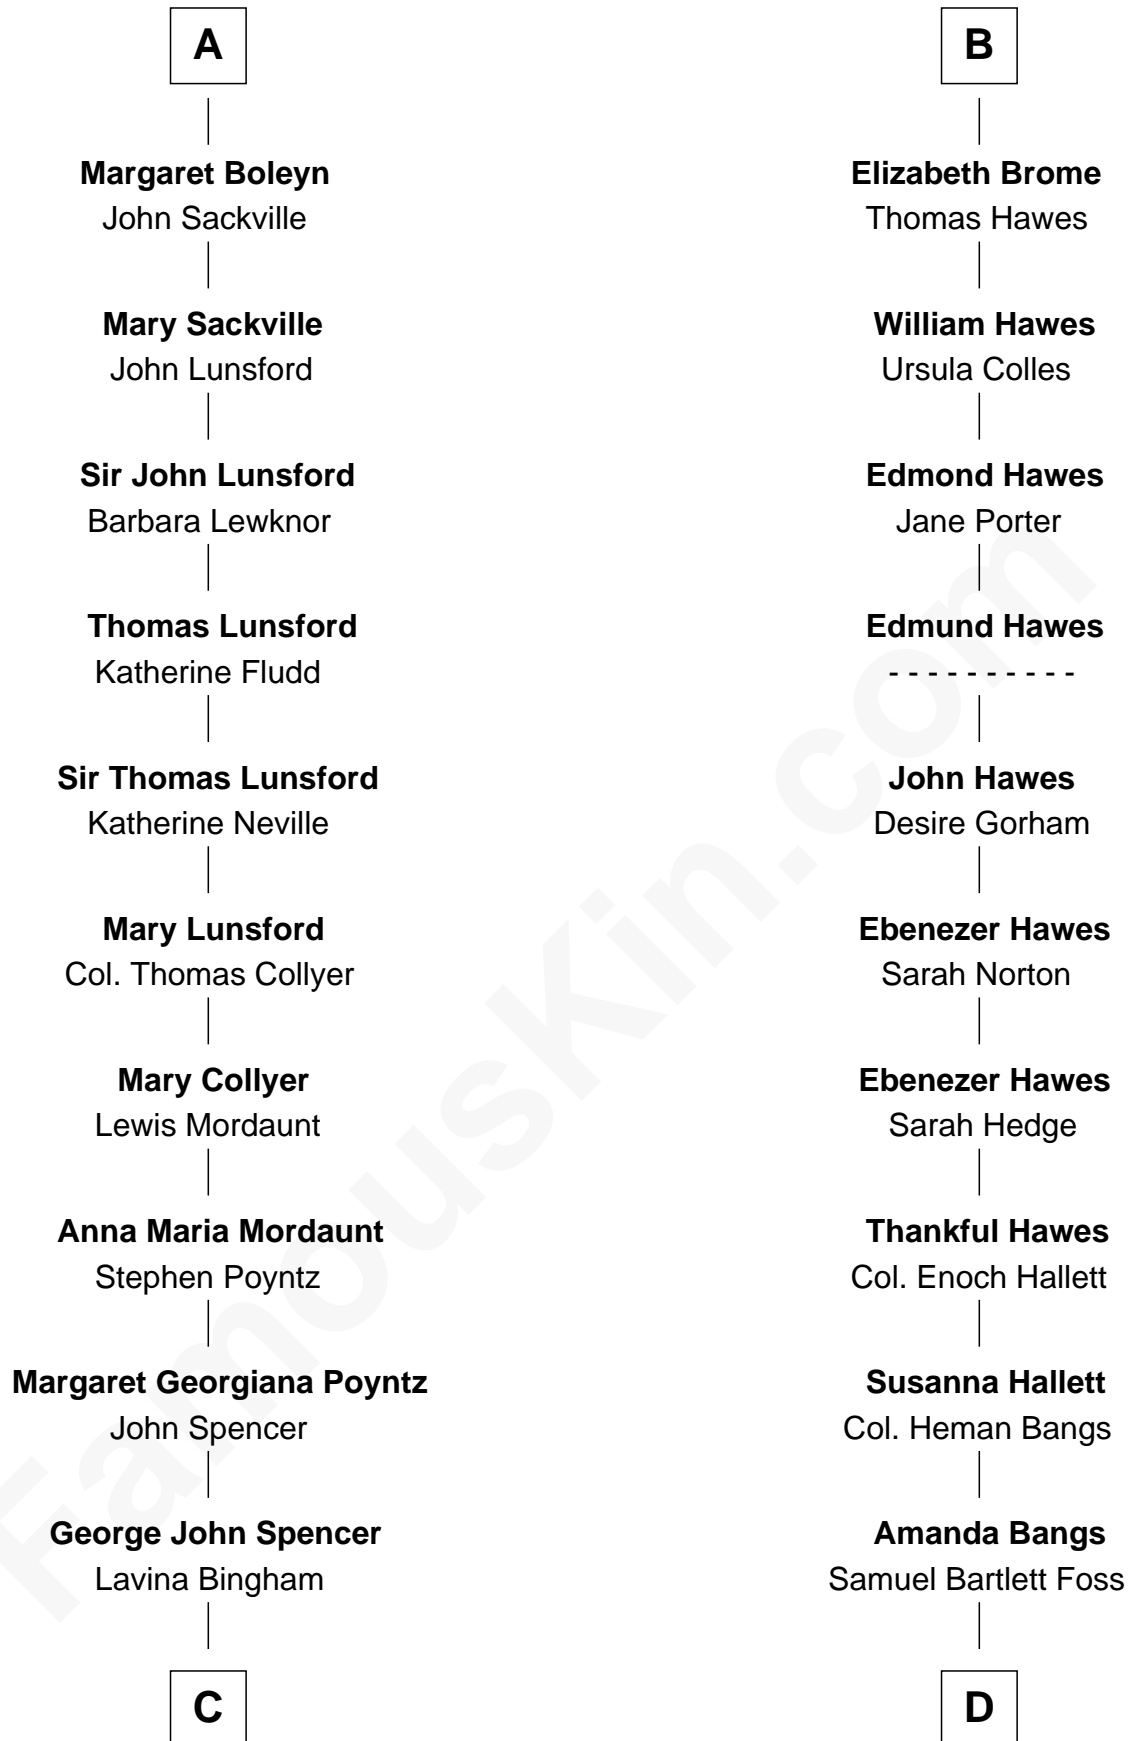 A
Margaret Boleyn
John Sackville
Mary Sackville
John Lunsford
Sir John Lunsford
Barbara Lewknor
Thomas Lunsford
Katherine Fludd
Sir Thomas Lunsford
Katherine Neville
Mary Lunsford
Col. Thomas Collyer
Mary Collyer
Lewis Mordaunt
Anna Maria Mordaunt
Stephen Poyntz
Margaret Georgiana Poyntz
John Spencer
George John Spencer
Lavina Bingham
C
B
Elizabeth Brome
Thomas Hawes
William Hawes
Ursula Colles
Edmond Hawes
Jane Porter
Edmund Hawes
- - - - - - - - - -
John Hawes
Desire Gorham
Ebenezer Hawes
Sarah Norton
Ebenezer Hawes
Sarah Hedge
Thankful Hawes
Col. Enoch Hallett
Susanna Hallett
Col. Heman Bangs
Amanda Bangs
Samuel Bartlett Foss
D
FamousKin.com